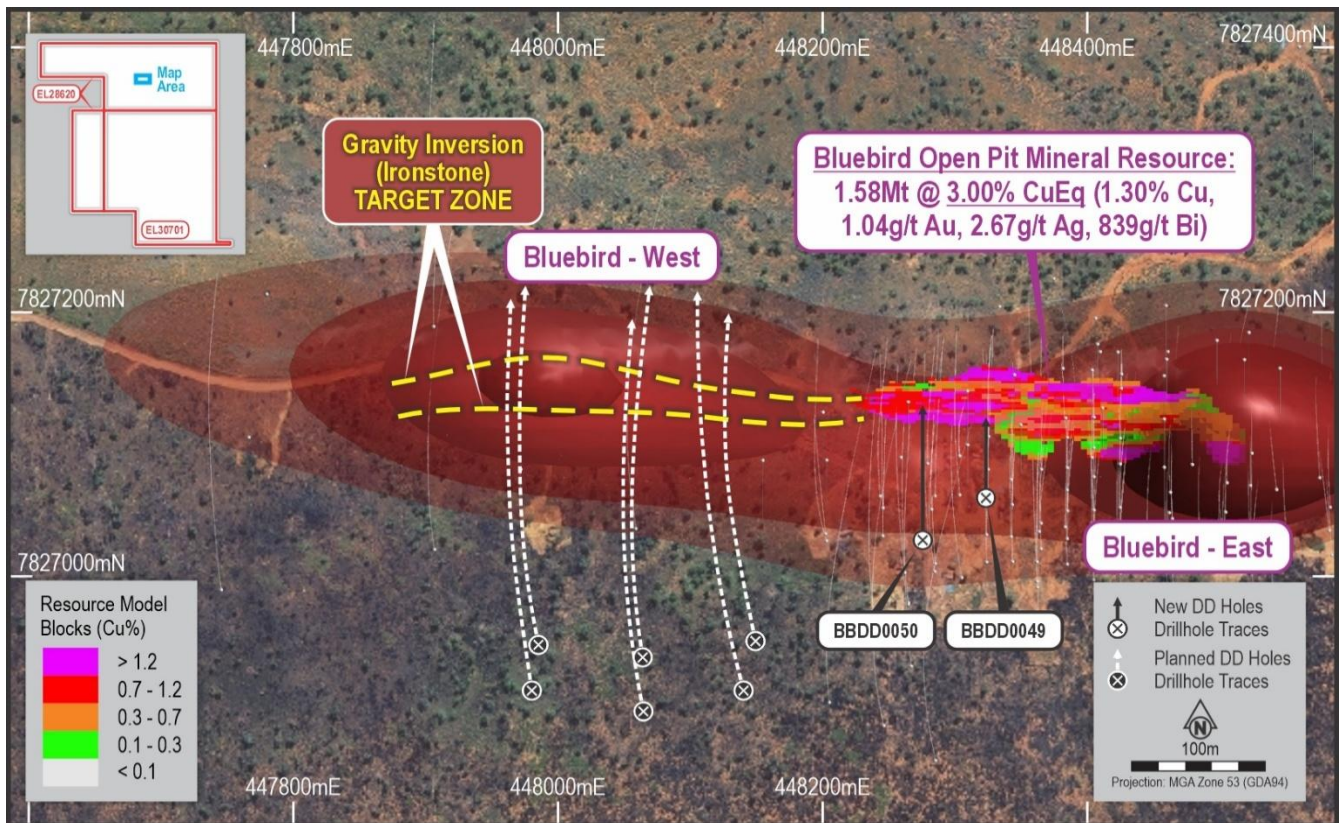 447800mE
448000mE
448200mE
448400mE
7827400mN
Map
Area
EL28620
EL30701
Gravity Inversion
(Ironstone)
TARGET ZONE
Bluebird Open Pit Mineral Resource:
1.58Mt @ 3.00% CuEq (1.30% Cu,
1.04g/t Au, 2.67g/t Ag, 839g/t Bi)
Bluebird - West
7827200mN
7827200mN
Bluebird - East
7827000mN
BBDD0050
BBDD0049
Resource Model
Blocks (Cu%)
> 1.2
0.7 - 1.2
0.3 - 0.7
0.1 - 0.3
< 0.1
New DD Holes
Drillhole Traces
Planned DD Holes
Drillhole Traces
N
100m
Projection: MGA Zone 53 (GDA94)
447800mE
448000mE
448200mE